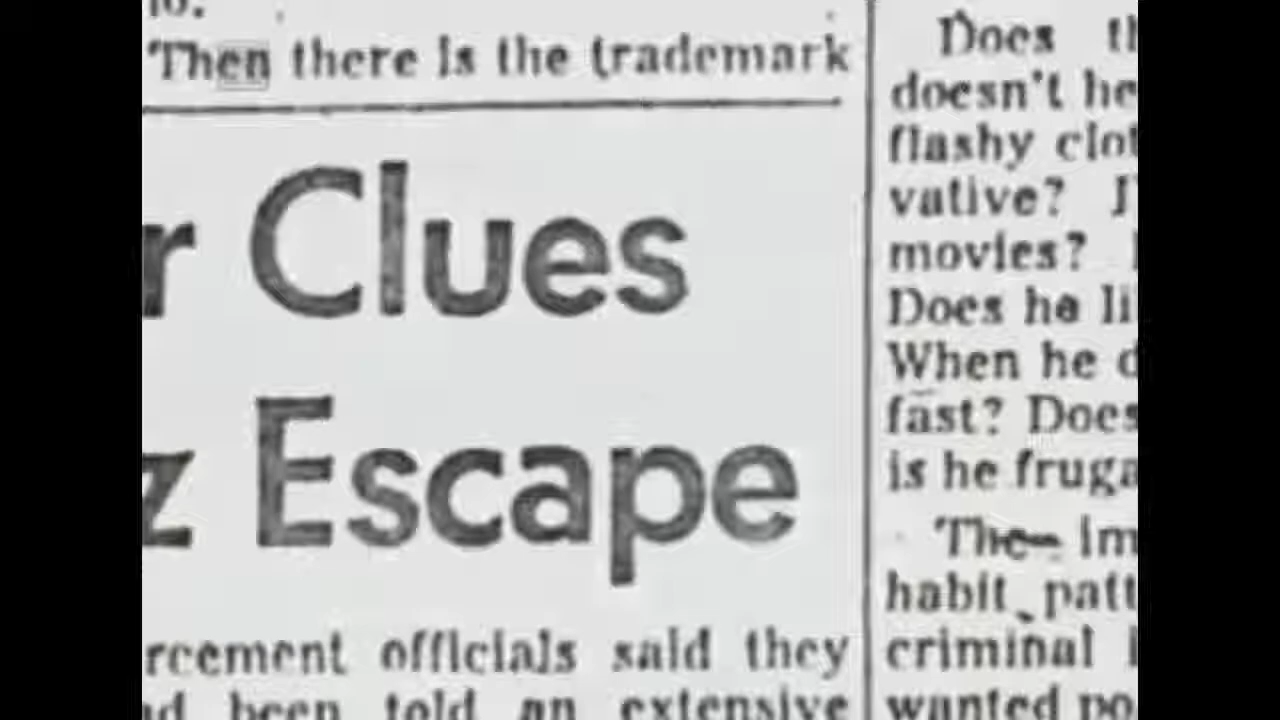 Then there is the trademark
r Clues
z Escape
rcement officials said they
had been told an extensive
Does th
doesn't he
flashy clot
vative? I
movies?
Does he li
When he d
fast? Does
is he fruga
The im
habit patt
criminal i
wanted po